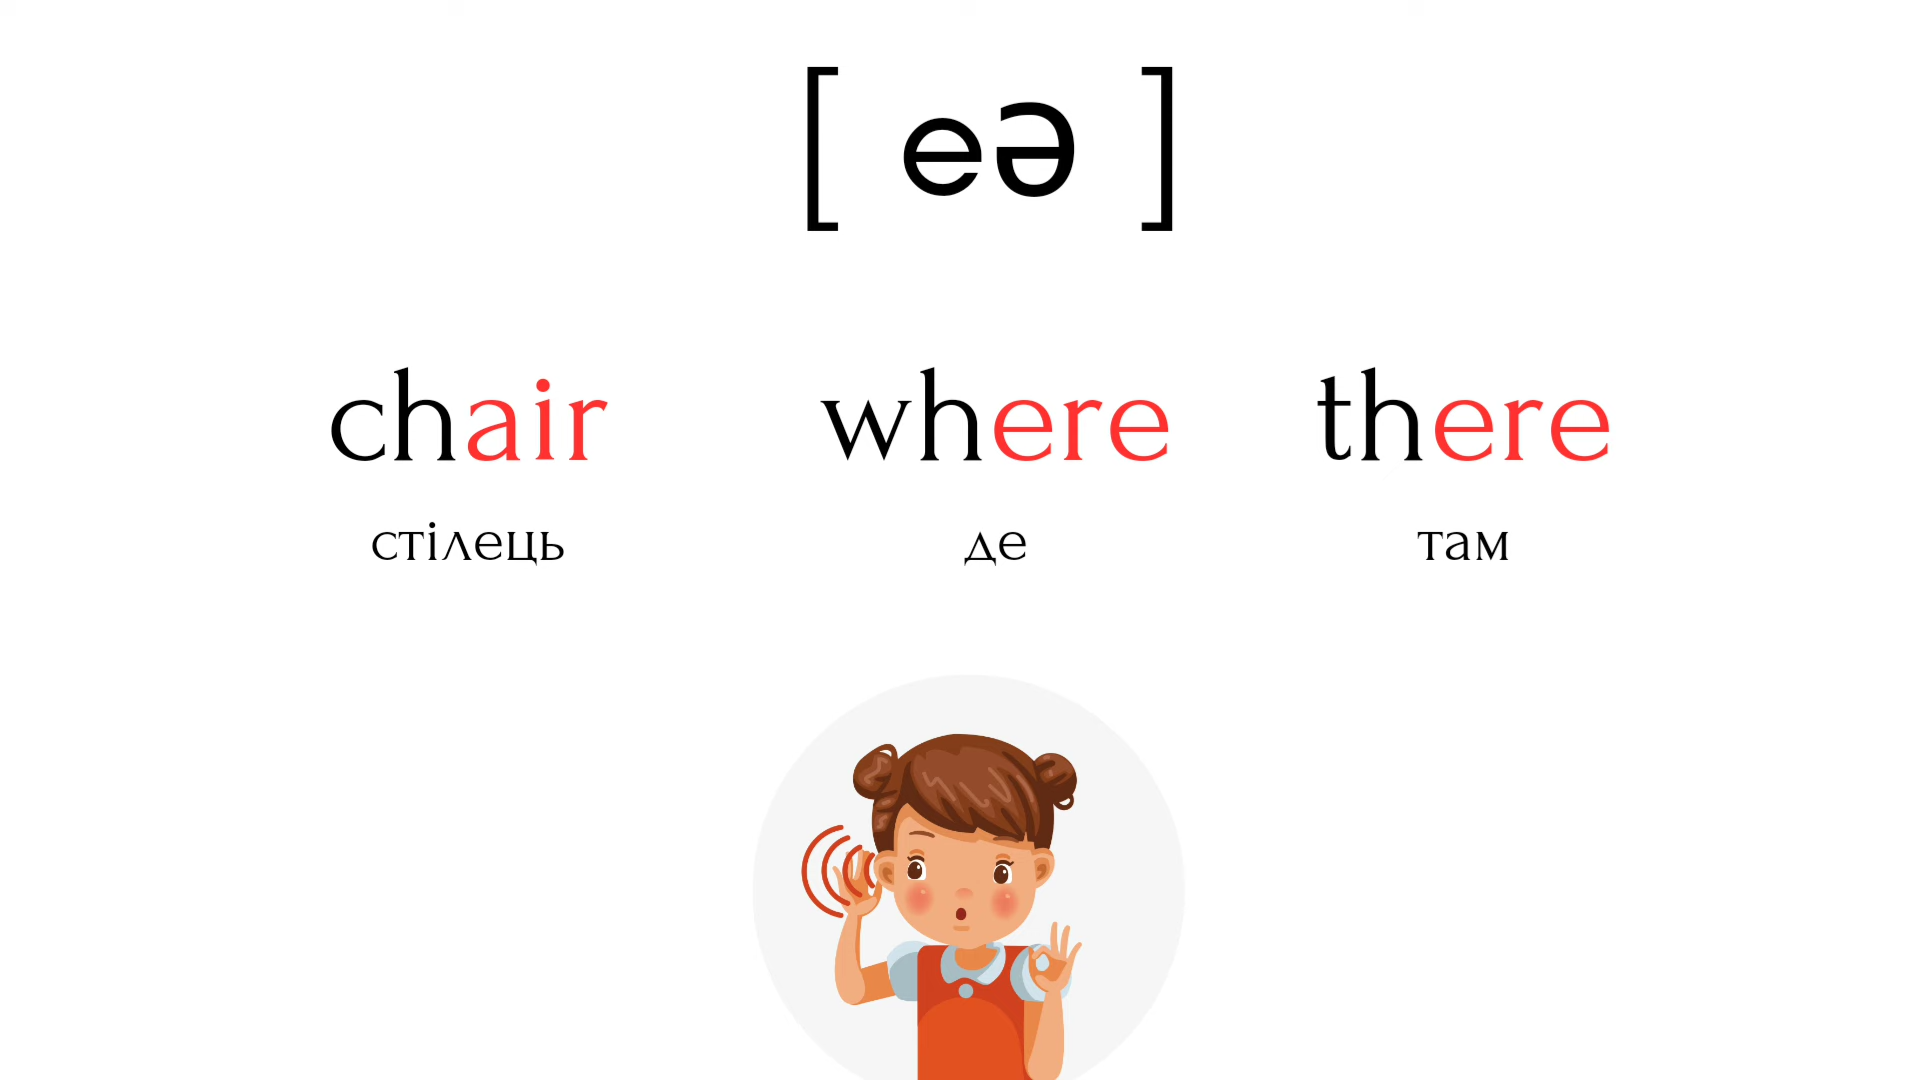 [ eə ]
chair where there
стілець де там